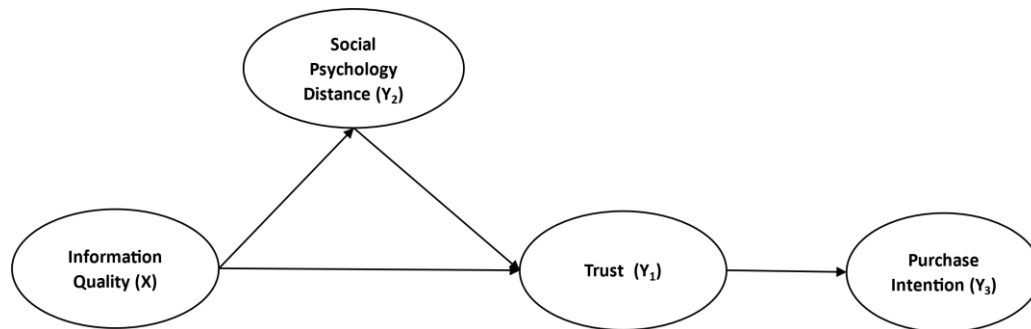 Social
Psychology
Distance (Y₂)
Information
Quality (X)
Trust (Y₁)
Purchase
Intention (Y₃)